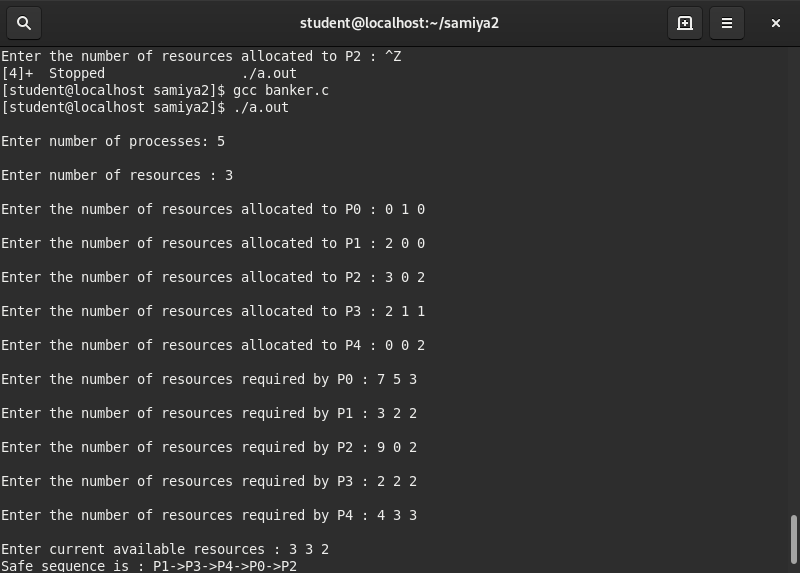 student@localhost:~/samiya2
Enter the number of resources allocated to P2 : ^Z
[4]+  Stopped                 ./a.out
[student@localhost samiya2]$ gcc banker.c
[student@localhost samiya2]$ ./a.out
Enter number of processes: 5
Enter number of resources : 3
Enter the number of resources allocated to P0 : 0 1 0
Enter the number of resources allocated to P1 : 2 0 0
Enter the number of resources allocated to P2 : 3 0 2
Enter the number of resources allocated to P3 : 2 1 1
Enter the number of resources allocated to P4 : 0 0 2
Enter the number of resources required by P0 : 7 5 3
Enter the number of resources required by P1 : 3 2 2
Enter the number of resources required by P2 : 9 0 2
Enter the number of resources required by P3 : 2 2 2
Enter the number of resources required by P4 : 4 3 3
Enter current available resources : 3 3 2
Safe sequence is : P1->P3->P4->P0->P2